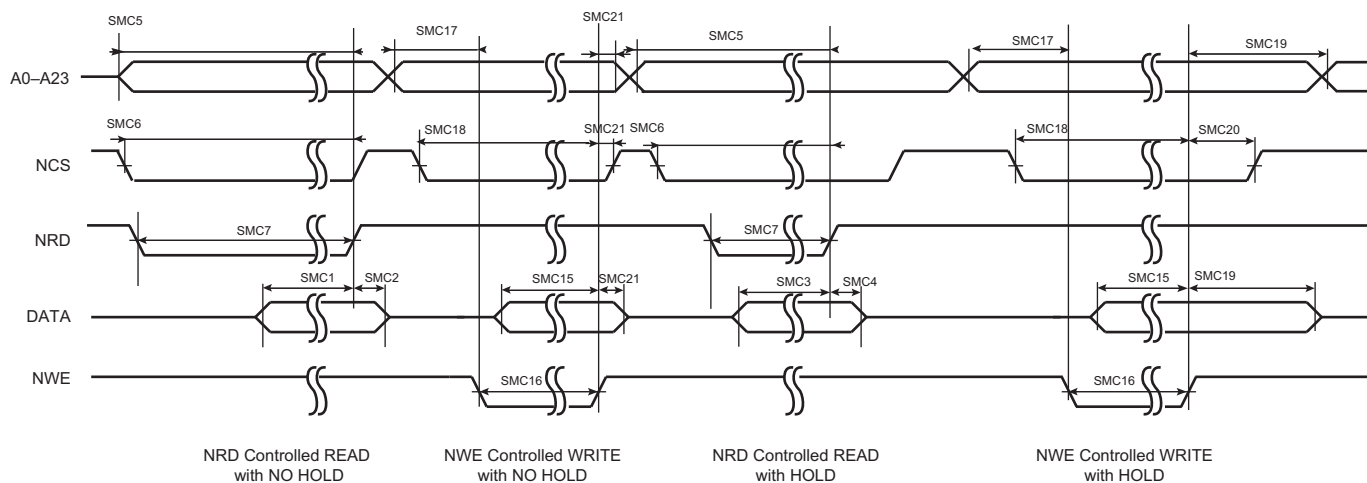 SMC5
SMC17
SMC21
SMC5
SMC17
SMC19
A0–A23
SMC6
SMC18
SMC21
SMC6
SMC18
SMC20
NCS
NRD
SMC7
SMC7
SMC1
SMC2
SMC15
SMC21
SMC3
SMC4
SMC15
SMC19
DATA
NWE
SMC16
SMC16
NRD Controlled READ
with NO HOLD
NWE Controlled WRITE
with NO HOLD
NRD Controlled READ
with HOLD
NWE Controlled WRITE
with HOLD